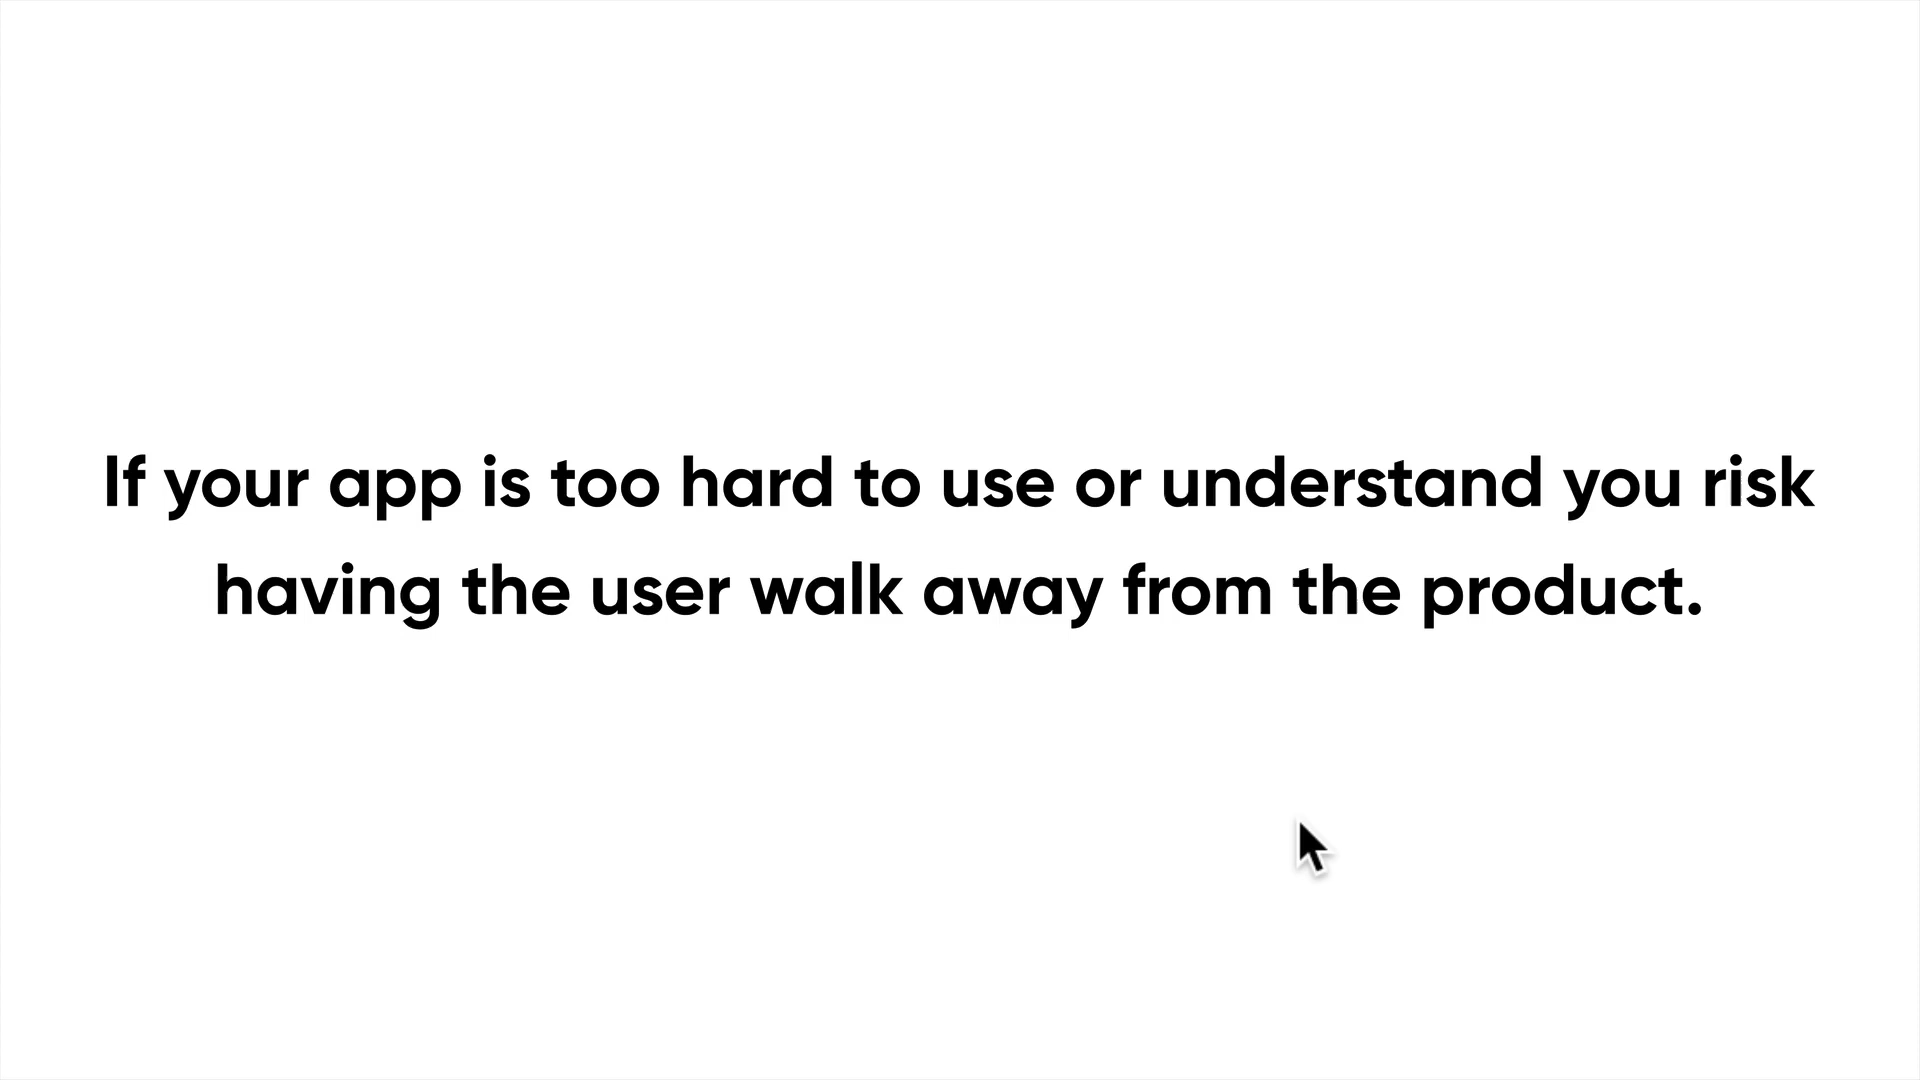 If your app is too hard to use or understand you risk
having the user walk away from the product.